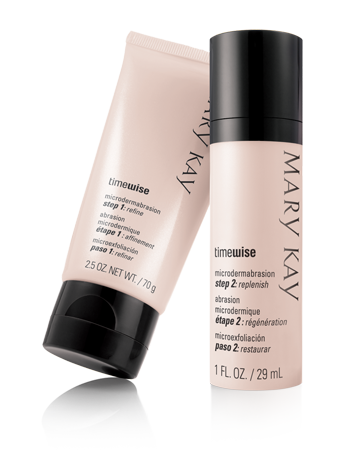 MARY KAY
timewise
microdermabrasion
step 1: refine
abrasion
microdermique
étape 1 : affinement
microexfoliación
paso 1: refinar
2.5 OZ. NET WT. / 70 g
MARY KAY
timewise
microdermabrasion
step 2: replenish
abrasion
microdermique
étape 2 : régénération
microexfoliación
paso 2: restaurar
1 FL. OZ. / 29 mL